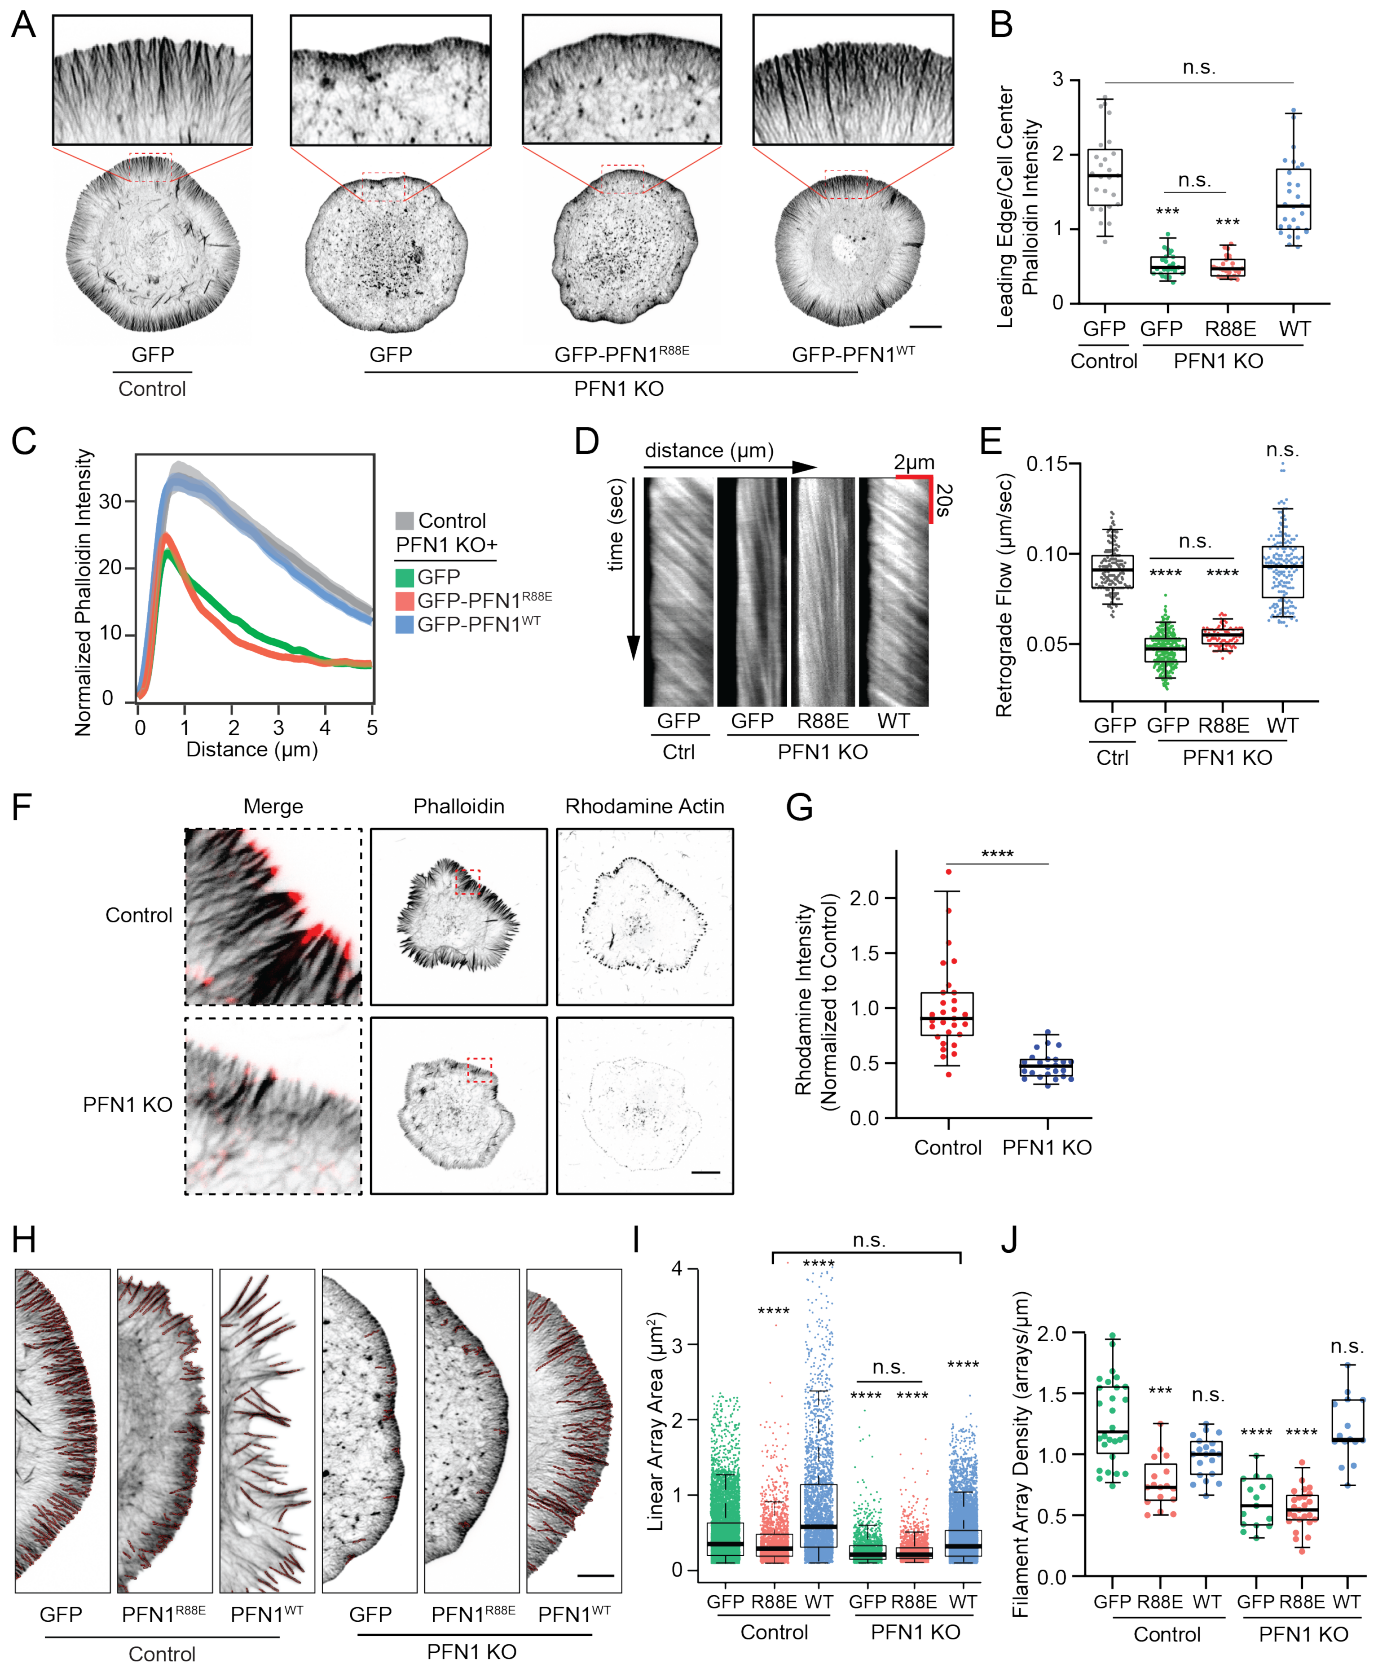 A
GFP
Control
GFP
GFP-PFN1R88E
GFP-PFN1WT
PFN1 KO
B
Leading Edge/Cell Center
Phalloidin Intensity
3
2
1
0
n.s.
n.s.
***
***
GFP
GFP
R88E
WT
Control
PFN1 KO
C
Normalized Phalloidin Intensity
30
20
10
0
0
1
2
3
4
5
Distance (µm)
Control
PFN1 KO+
GFP
GFP-PFN1R88E
GFP-PFN1WT
D
distance (µm)
time (sec)
2µm
20s
GFP
GFP
R88E
WT
Ctrl
PFN1 KO
E
Retrograde Flow (µm/sec)
0.15
0.10
0.05
n.s.
n.s.
****
****
GFP
GFP
R88E
WT
Ctrl
PFN1 KO
F
Merge
Phalloidin
Rhodamine Actin
Control
PFN1 KO
G
Rhodamine Intensity
(Normalized to Control)
2.0
1.5
1.0
0.5
0.0
****
Control
PFN1 KO
H
GFP
PFN1R88E
PFN1WT
GFP
PFN1R88E
PFN1WT
Control
PFN1 KO
I
Linear Array Area (µm²)
4
3
2
1
0
n.s.
****
****
n.s.
****
****
****
GFP
R88E
WT
GFP
R88E
WT
Control
PFN1 KO
J
Filament Array Density (arrays/µm)
2.0
1.5
1.0
0.5
0.0
***
n.s.
****
****
n.s.
GFP
R88E
WT
GFP
R88E
WT
Control
PFN1 KO